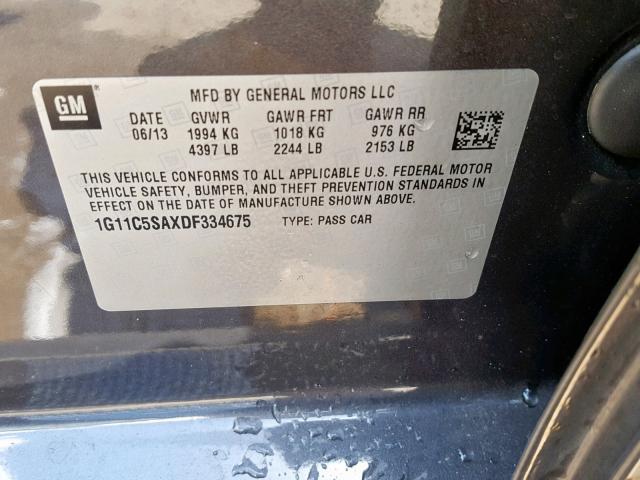 GM
MFD BY GENERAL MOTORS LLC
DATE GVWR GAWR FRT GAWR RR
06/13 1994 KG 1018 KG 976 KG
4397 LB 2244 LB 2153 LB
THIS VEHICLE CONFORMS TO ALL APPLICABLE U.S. FEDERAL MOTOR
VEHICLE SAFETY, BUMPER, AND THEFT PREVENTION STANDARDS IN
EFFECT ON THE DATE OF MANUFACTURE SHOWN ABOVE.
1G11C5SAXDF334675 TYPE: PASS CAR